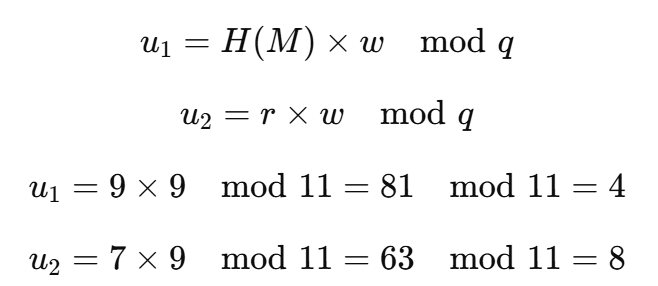 u₁ = H(M) × w mod q
u₂ = r × w mod q
u₁ = 9 × 9 mod 11 = 81 mod 11 = 4
u₂ = 7 × 9 mod 11 = 63 mod 11 = 8